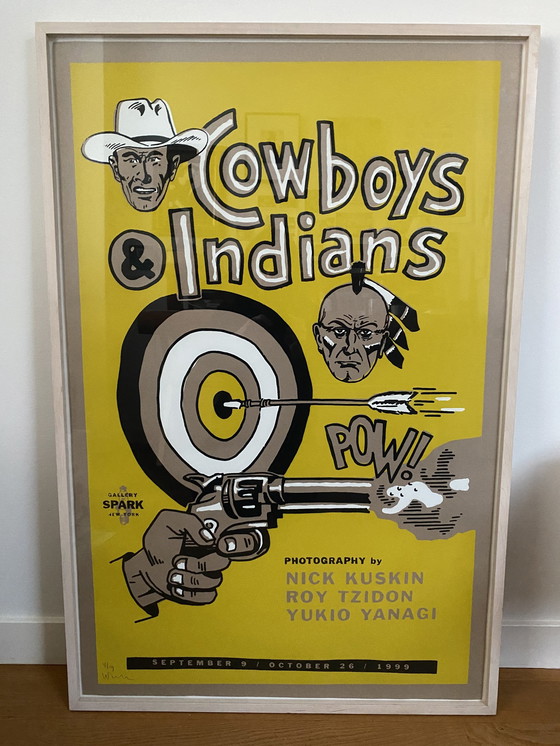 Cowboys
& Indians
POW!
GALLERY
SPARK
NEW YORK
PHOTOGRAPHY by
NICK KUSKIN
ROY TZIDON
YUKIO YANAGI
SEPTEMBER 9 / OCTOBER 26 / 1999